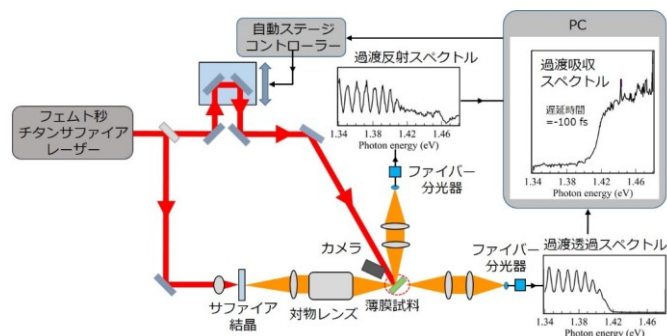 自動ステージ
コントローラー
PC
過渡反射スペクトル
1.34 1.38 1.42 1.46
Photon energy (eV)
過渡吸収
スペクトル
遅延時間
=-100 fs
1.34 1.38 1.42 1.46
Photon energy (eV)
フェムト秒
チタンサファイア
レーザー
ファイバー
分光器
カメラ
ファイバー
分光器
過渡透過スペクトル
サファイア
結晶
対物レンズ
薄膜試料
1.34 1.38 1.42 1.46
Photon energy (eV)